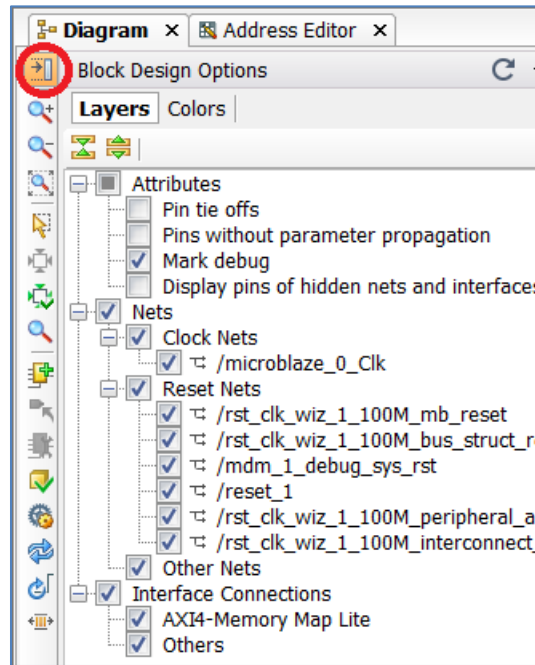 Diagram × Address Editor ×
Block Design Options
Layers Colors
Attributes
Pin tie offs
Pins without parameter propagation
Mark debug
Display pins of hidden nets and interfaces
Nets
Clock Nets
/microblaze_0_Clk
Reset Nets
/rst_clk_wiz_1_100M_mb_reset
/rst_clk_wiz_1_100M_bus_struct_r
/mdm_1_debug_sys_rst
/reset_1
/rst_clk_wiz_1_100M_peripheral_a
/rst_clk_wiz_1_100M_interconnect_
Other Nets
Interface Connections
AXI4-Memory Map Lite
Others